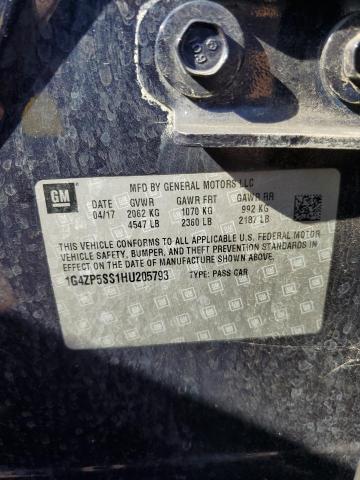 GM
MFD BY GENERAL MOTORS LLC
DATE GVWR GAWR FRT GAWR RR
04/17 2062 KG 1070 KG 992 KG
4547 LB 2360 LB 2187 LB
THIS VEHICLE CONFORMS TO ALL APPLICABLE U.S. FEDERAL MOTOR
VEHICLE SAFETY, BUMPER, AND THEFT PREVENTION STANDARDS IN
EFFECT ON THE DATE OF MANUFACTURE SHOWN ABOVE.
1G4ZP5SS1HU205793 TYPE: PASS CAR